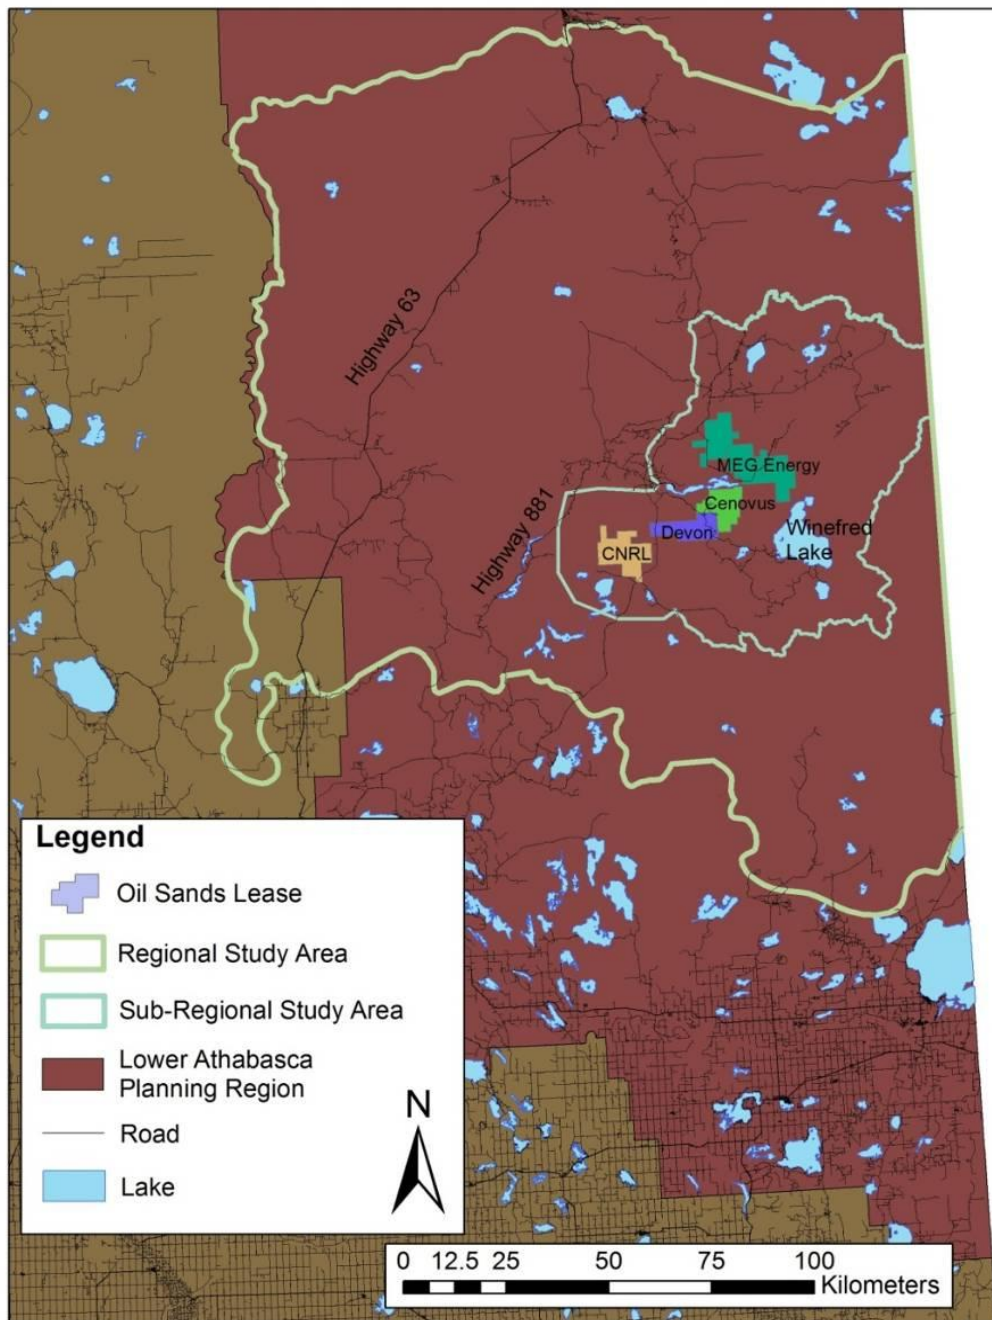 Highway 63
MEG Energy
Cenovus
Highway 881
Devon
Winefred
Lake
CNRL
Legend
Oil Sands Lease
Regional Study Area
Sub-Regional Study Area
Lower Athabasca
Planning Region
Road
Lake
N
0 12.5 25 50 75 100
Kilometers